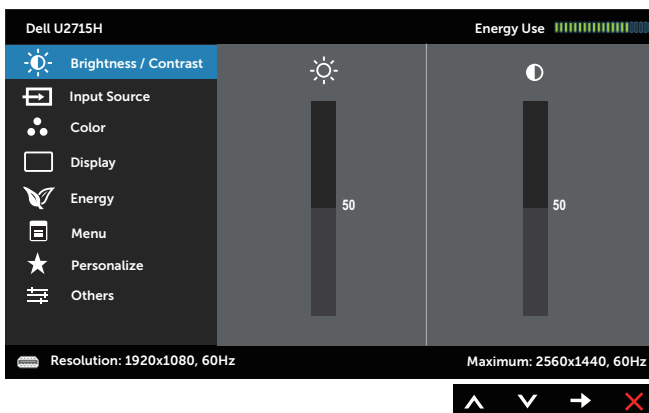 Dell U2715H Energy Use
Brightness / Contrast
Input Source
Color
Display
Energy
50 50
Menu
Personalize
Others
Resolution: 1920x1080, 60Hz Maximum: 2560x1440, 60Hz